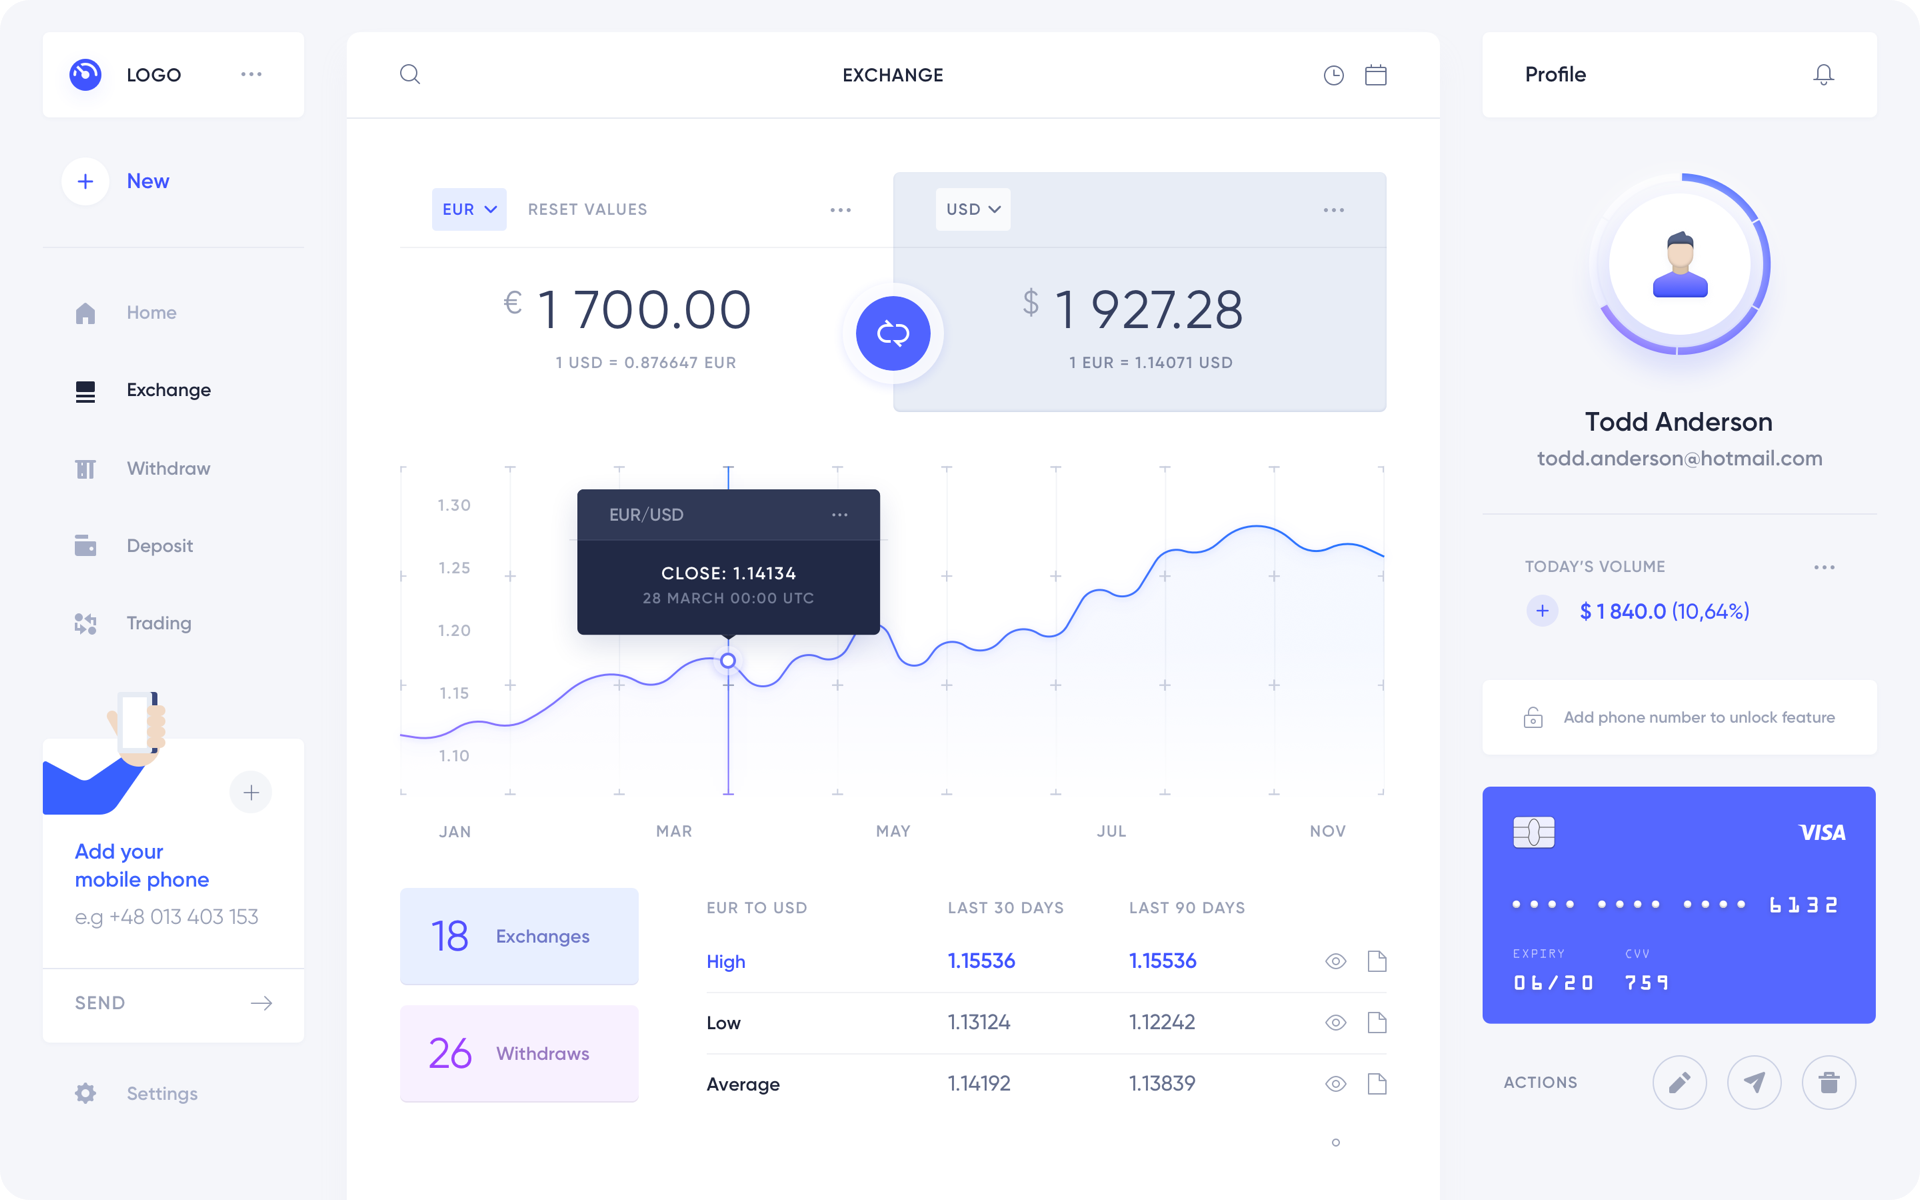 LOGO
New
Home
Exchange
Withdraw
Deposit
Trading
Add your
mobile phone
e.g +48 013 403 153
SEND
Settings
EXCHANGE
EUR
RESET VALUES
€ 1 700.00
1 USD = 0.876647 EUR
USD
$ 1 927.28
1 EUR = 1.14071 USD
1.30
1.25
1.20
1.15
1.10
EUR/USD
CLOSE: 1.14134
28 MARCH 00:00 UTC
JAN MAR MAY JUL NOV
18 Exchanges
26 Withdraws
EUR TO USD LAST 30 DAYS LAST 90 DAYS
High 1.15536 1.15536
Low 1.13124 1.12242
Average 1.14192 1.13839
Profile
Todd Anderson
todd.anderson@hotmail.com
TODAY'S VOLUME
$ 1 840.0 (10,64%)
Add phone number to unlock feature
VISA
•••• •••• •••• 6132
EXPIRY CVV
06/20 759
ACTIONS